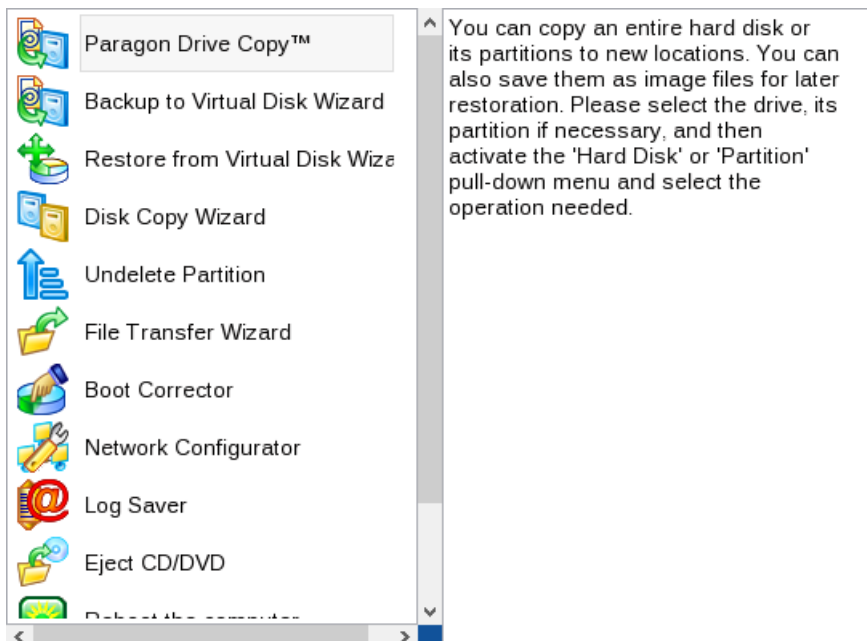 Paragon Drive Copy™
Backup to Virtual Disk Wizard
Restore from Virtual Disk Wiza
Disk Copy Wizard
Undelete Partition
File Transfer Wizard
Boot Corrector
Network Configurator
Log Saver
Eject CD/DVD
Reboot the computer
You can copy an entire hard disk or
its partitions to new locations. You can
also save them as image files for later
restoration. Please select the drive, its
partition if necessary, and then
activate the 'Hard Disk' or 'Partition'
pull-down menu and select the
operation needed.